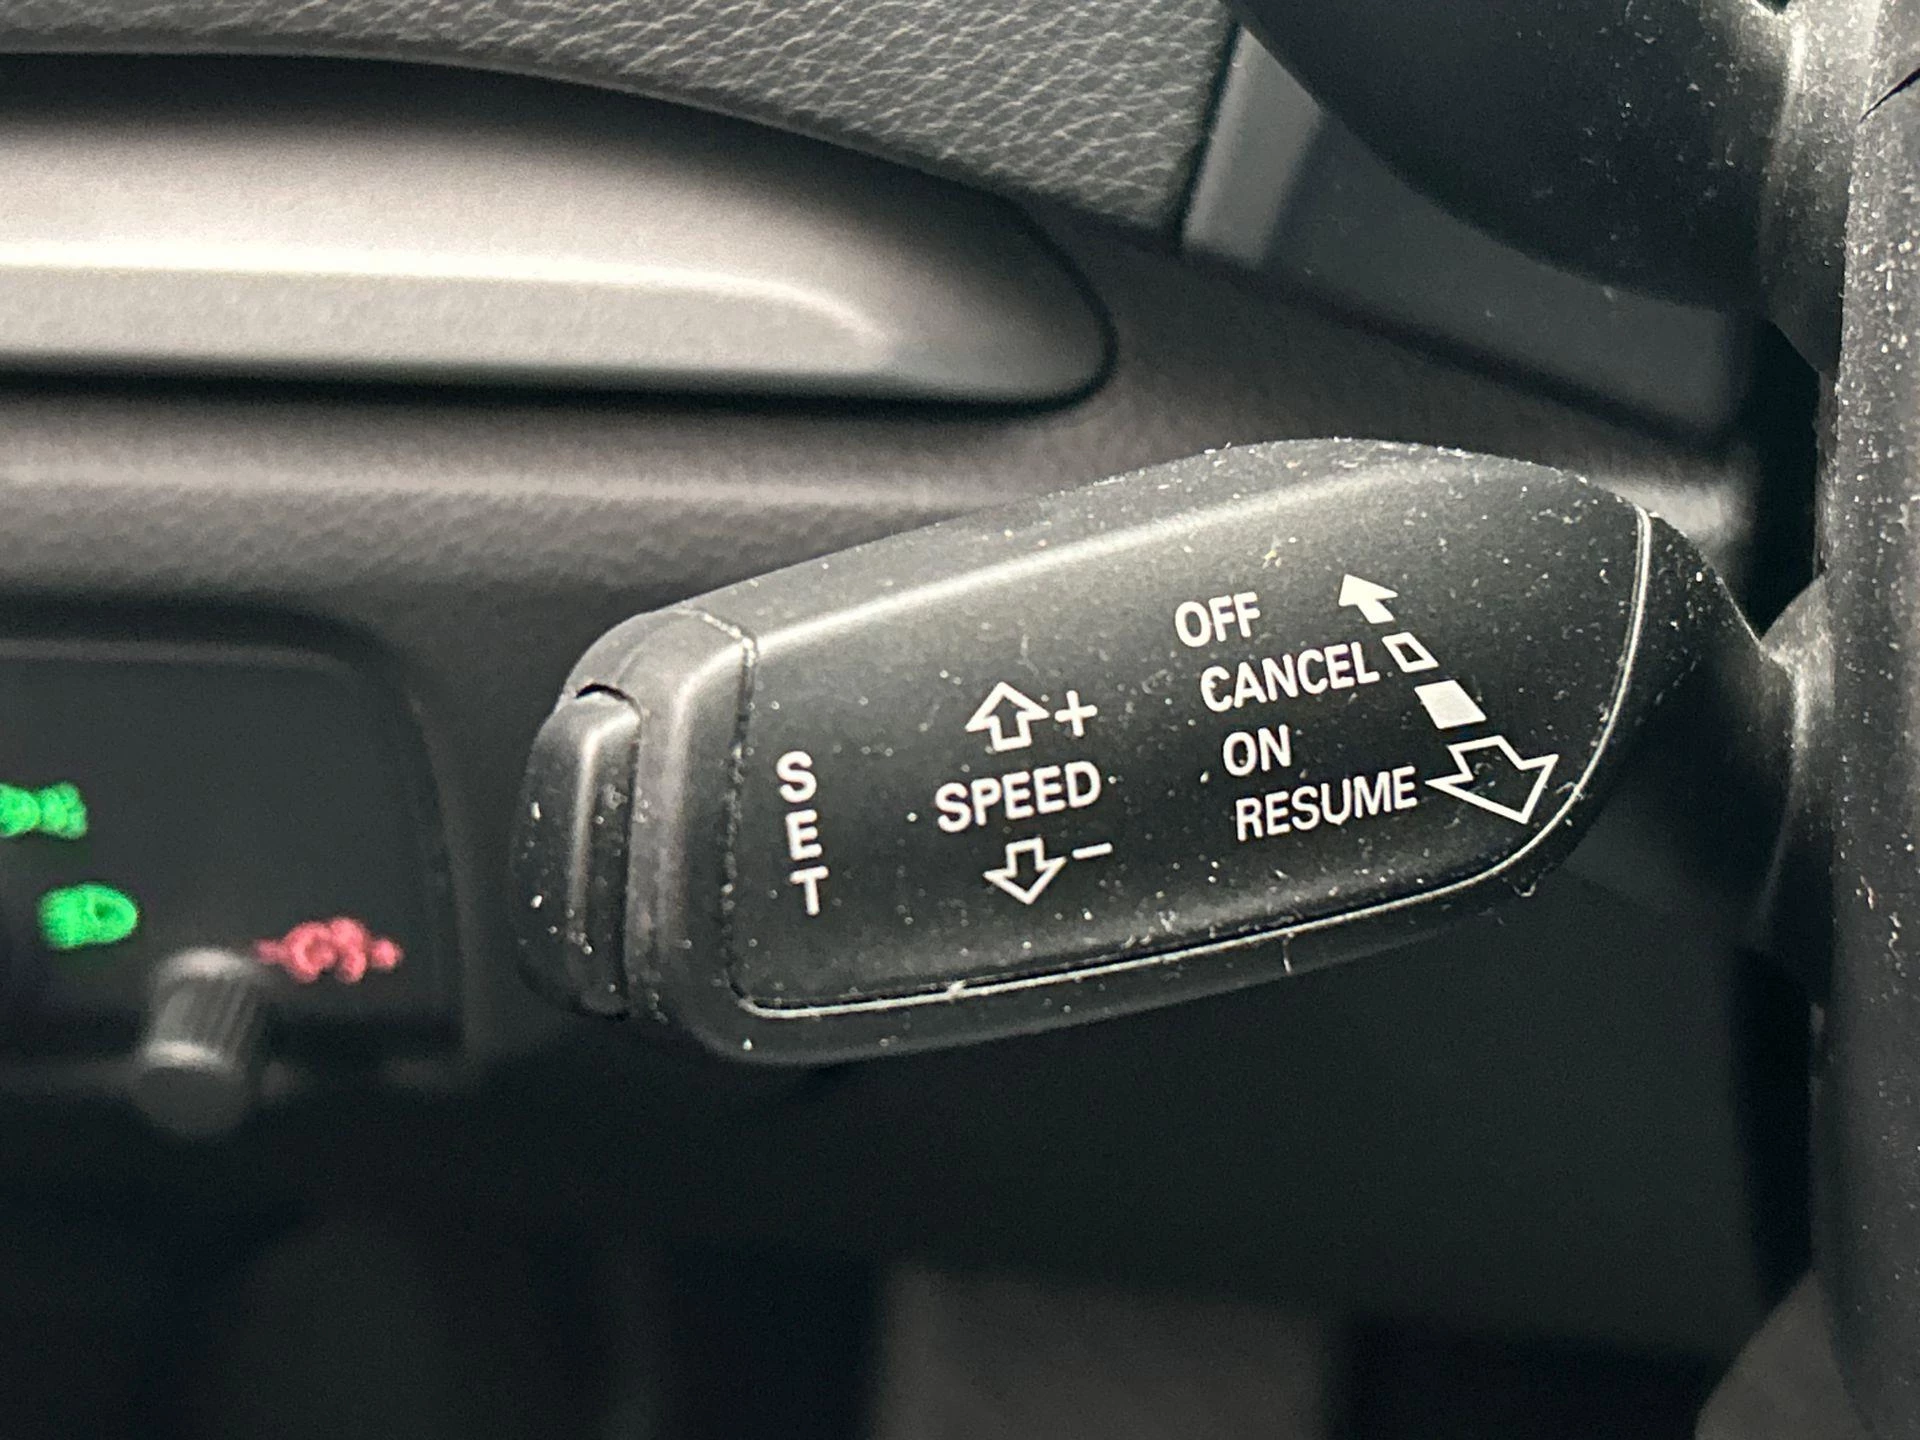 OFF
CANCEL
ON
RESUME
+
SPEED
−
SET